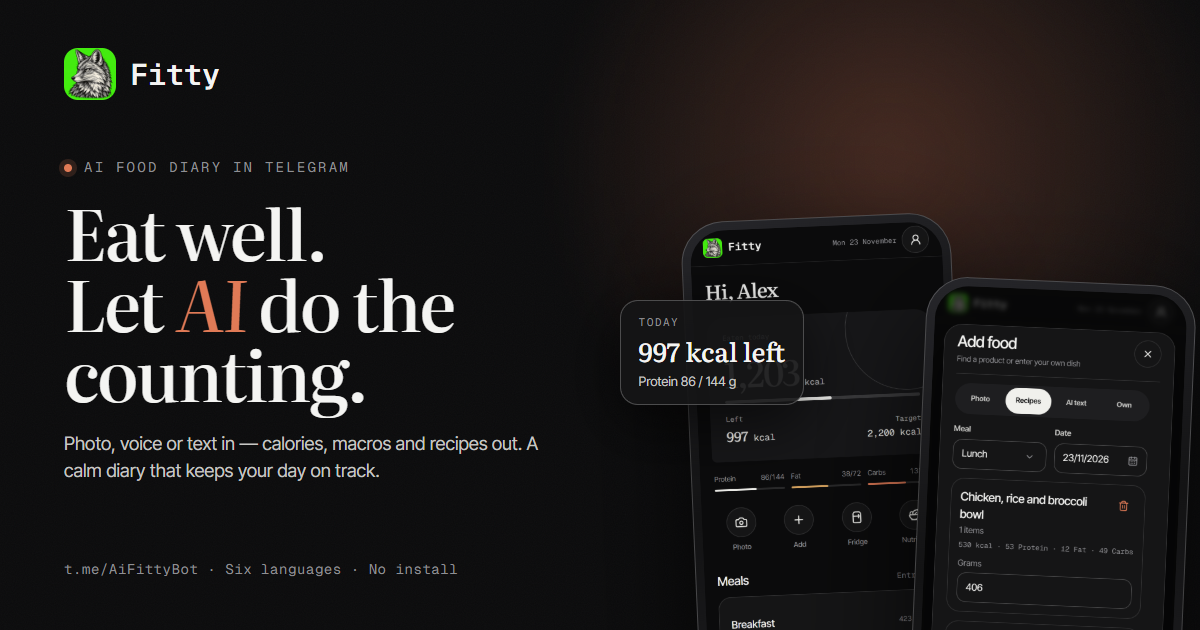 Fitty
AI FOOD DIARY IN TELEGRAM
Eat well.
Let AI do the
counting.
Photo, voice or text in — calories, macros and recipes out. A
calm diary that keeps your day on track.
t.me/AiFittyBot · Six languages · No install
Fitty
Mon 23 November
Hi, Alex
TODAY
997 kcal left
Protein 86 / 144 g
1,203 kcal
Left
Target
997 kcal
2,200 kcal
Protein 86/144
Fat 38/72
Carbs
Photo
Add
Fridge
Meals
Breakfast
423
Fitty
Add food
Find a product or enter your own dish
Photo
Recipes
AI text
Own
Meal
Date
Lunch
23/11/2026
Chicken, rice and broccoli
bowl
1 items
530 kcal · 53 Protein · 12 Fat · 49 Carbs
Grams
406